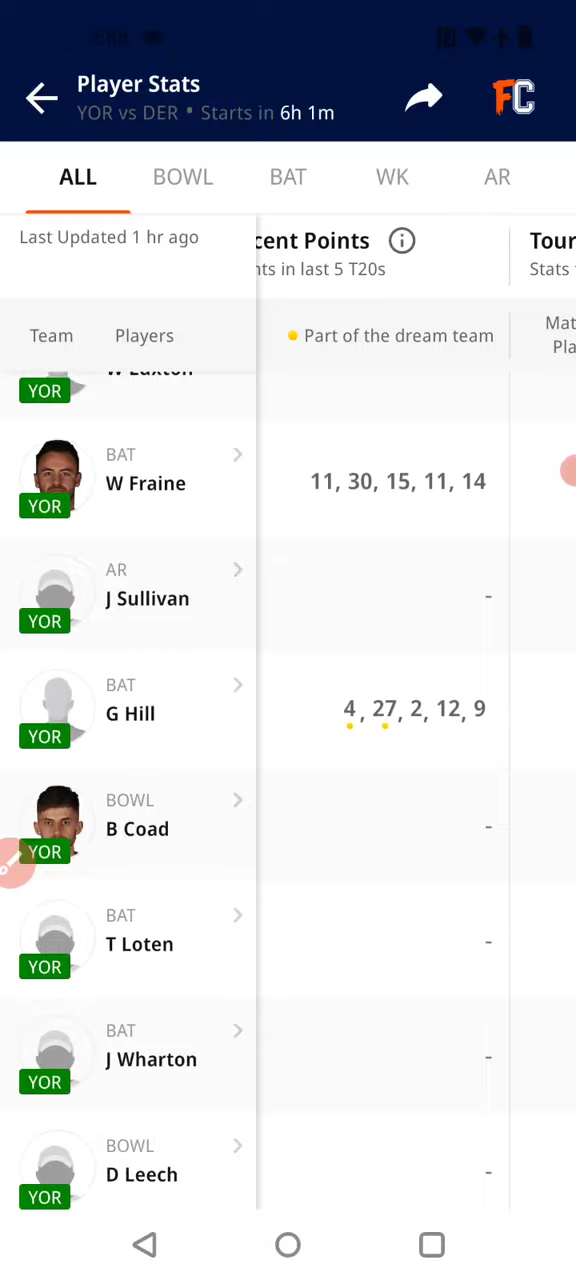 Player Stats
YOR vs DER • Starts in 6h 1m
FC
ALL BOWL BAT WK AR
Last Updated 1 hr ago
cent Points
nts in last 5 T20s
Tour
Stats
Team Players
Part of the dream team
Mat
Pla
YOR
BAT
W Fraine
YOR
11, 30, 15, 11, 14
AR
J Sullivan
YOR
-
BAT
G Hill
YOR
4, 27, 2, 12, 9
BOWL
B Coad
YOR
-
BAT
T Loten
YOR
-
BAT
J Wharton
YOR
-
BOWL
D Leech
YOR
-